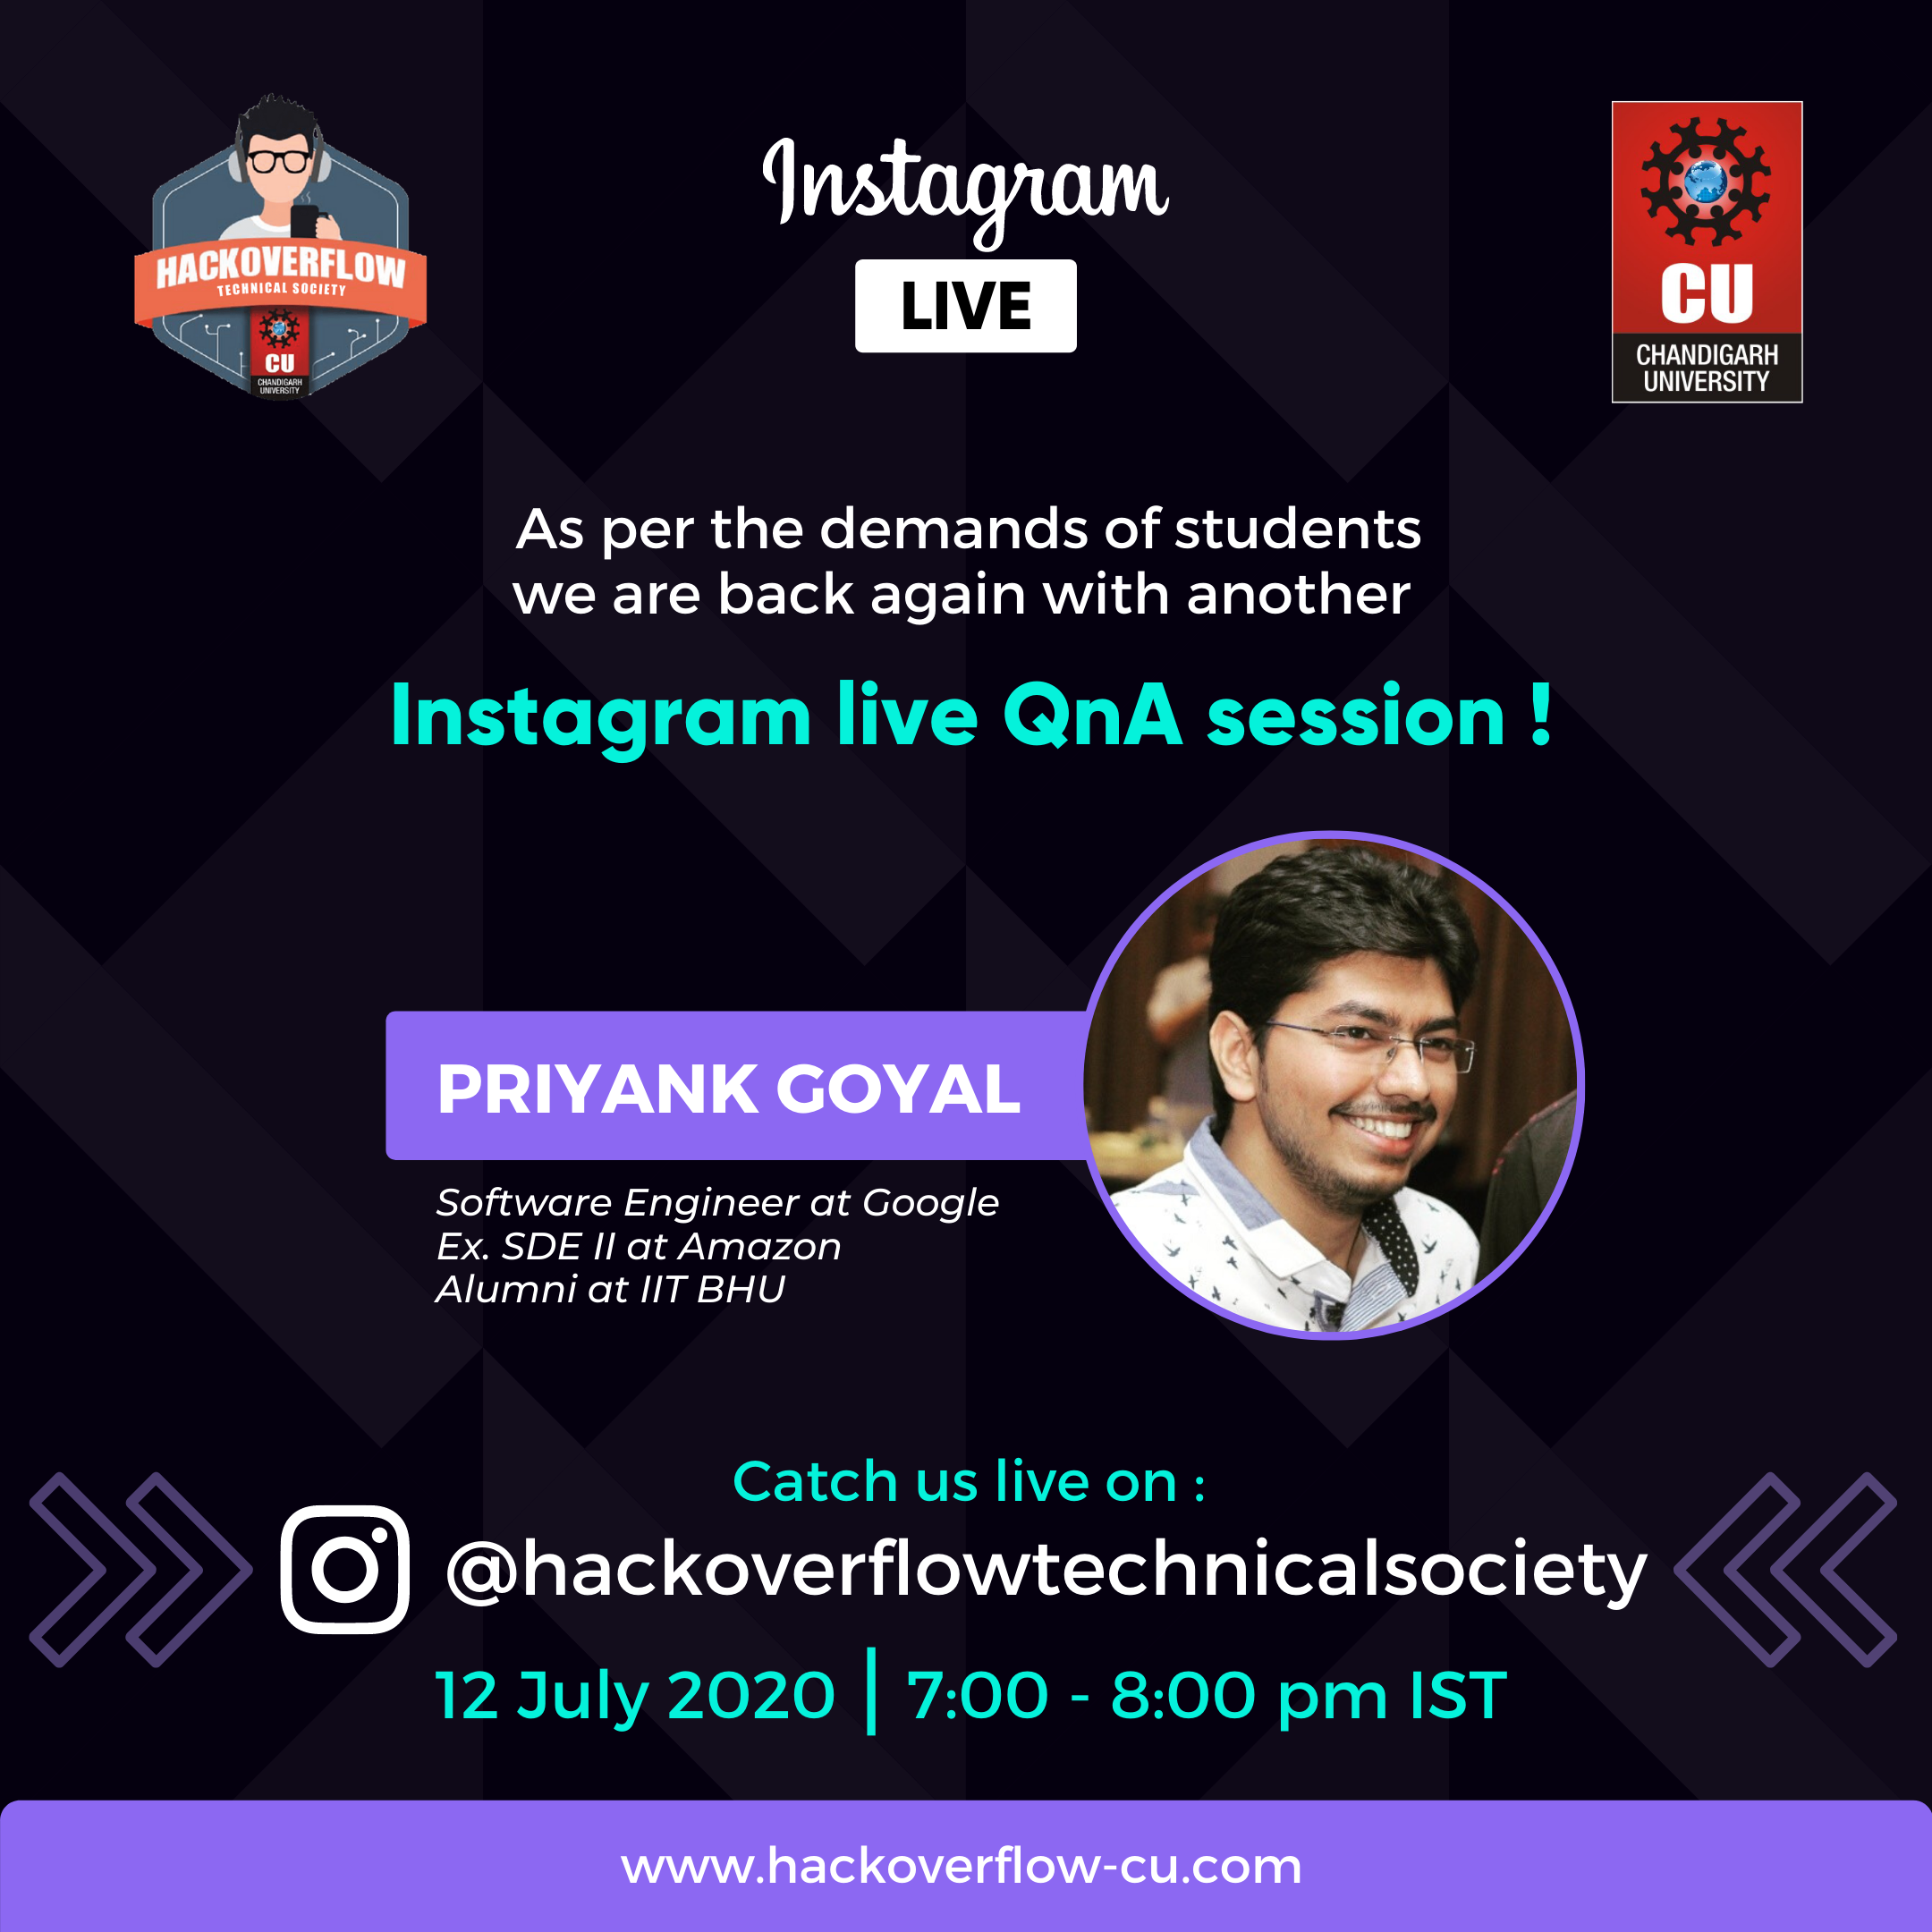 HACKOVERFLOW
TECHNICAL SOCIETY
CU
CHANDIGARH
UNIVERSITY
Instagram
LIVE
CU
CHANDIGARH
UNIVERSITY
As per the demands of students
we are back again with another
Instagram live QnA session !
PRIYANK GOYAL
Software Engineer at Google
Ex. SDE II at Amazon
Alumni at IIT BHU
Catch us live on :
@hackoverflowtechnicalsociety
12 July 2020 | 7:00 - 8:00 pm IST
www.hackoverflow-cu.com